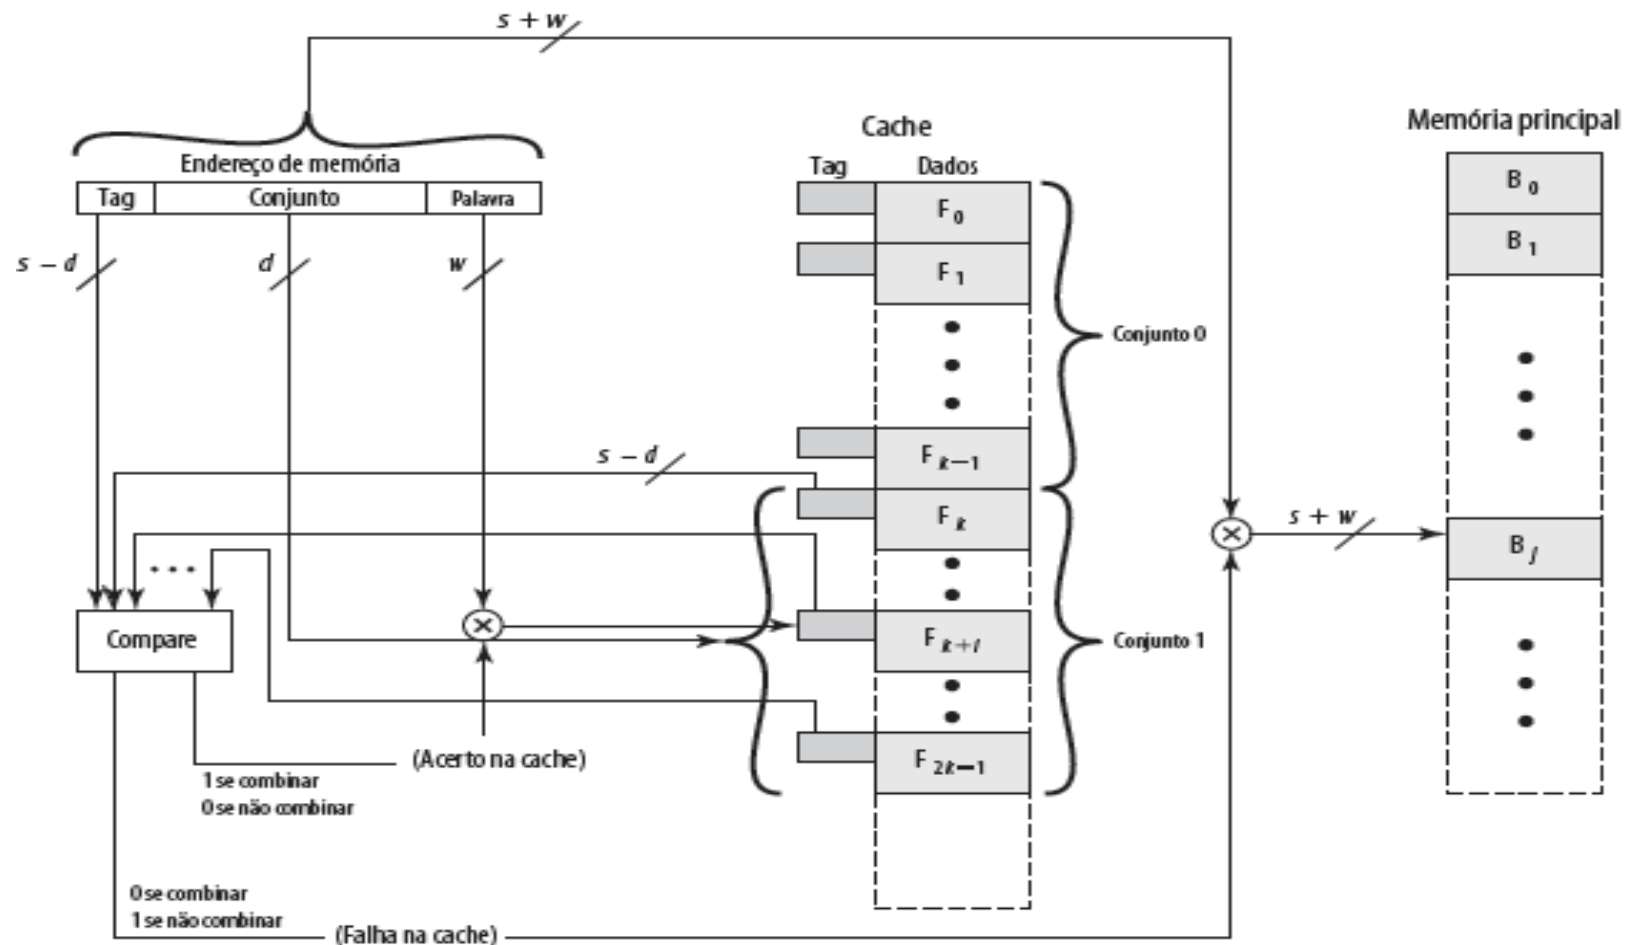 s + w
Cache
Memória principal
Endereço de memória
Tag Dados
Tag Conjunto Palavra
B 0
F 0
B 1
s – d d w
F 1
Conjunto 0
s – d
F k–1
F k
s + w
B j
Compare
F k+i
Conjunto 1
(Acerto na cache)
F 2k–1
1 se combinar
0 se não combinar
0 se combinar
1 se não combinar
(Falha na cache)